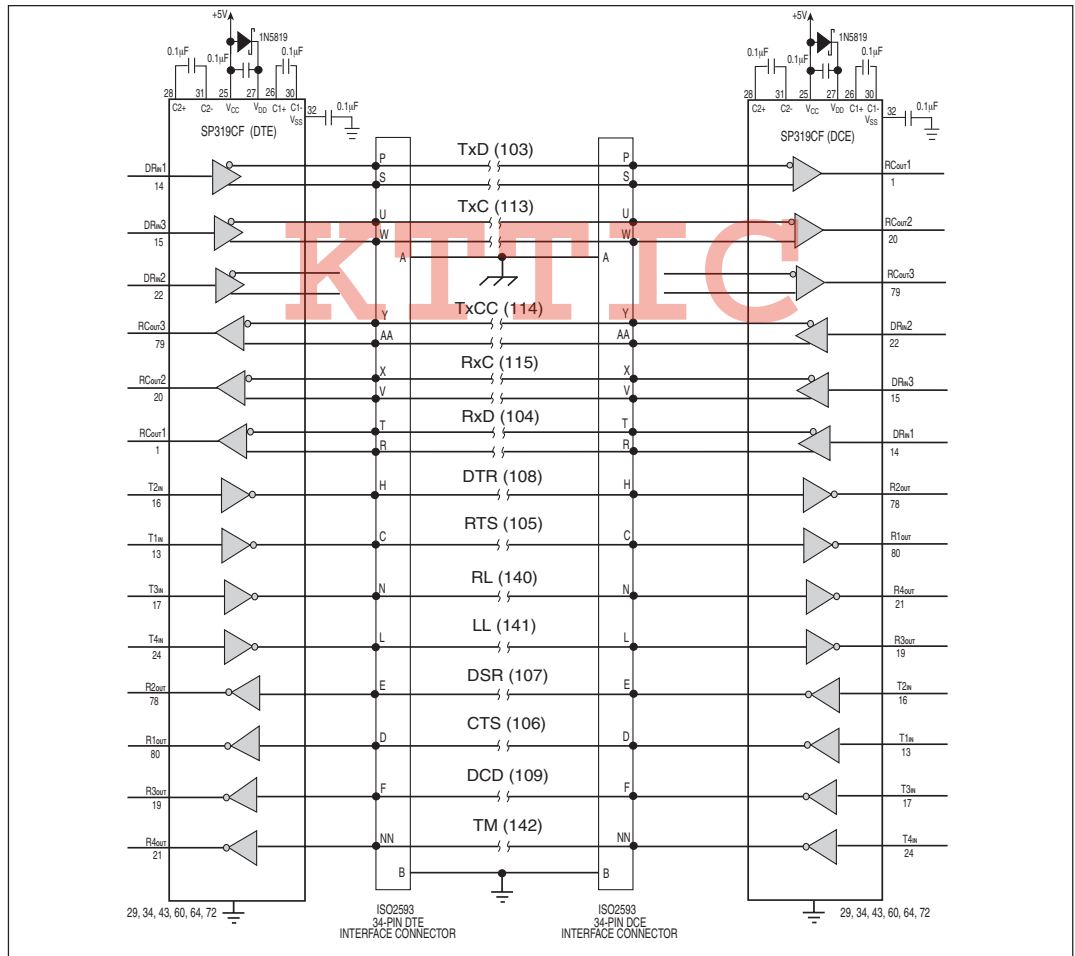 +5V
1N5819
0.1µF
0.1µF
0.1µF
28
31
25
27
26
30
C2+
C2-
VCC
VDD
C1+
C1-
VSS
32
0.1µF
SP319CF (DTE)
+5V
1N5819
0.1µF
0.1µF
0.1µF
28
31
25
27
26
30
C2+
C2-
VCC
VDD
C1+
C1-
VSS
32
0.1µF
SP319CF (DCE)
DRIN1
14
P
S
TxD (103)
P
S
RCOUT1
1
DRIN3
15
U
W
TxC (113)
U
W
RCOUT2
20
A
A
KTTIC
DRIN2
22
RCOUT3
79
RCOUT3
79
Y
AA
TxCC (114)
Y
AA
DRIN2
22
RCOUT2
20
X
V
RxC (115)
X
V
DRIN3
15
RCOUT1
1
T
R
RxD (104)
T
R
DRIN1
14
T2IN
16
H
DTR (108)
H
R2OUT
78
T1IN
13
C
RTS (105)
C
R1OUT
80
T3IN
17
N
RL (140)
N
R4OUT
21
T4IN
24
L
LL (141)
L
R3OUT
19
R2OUT
78
E
DSR (107)
E
T2IN
16
R1OUT
80
D
CTS (106)
D
T1IN
13
R3OUT
19
F
DCD (109)
F
T3IN
17
R4OUT
21
NN
TM (142)
NN
T4IN
24
B
B
29, 34, 43, 60, 64, 72
ISO2593
34-PIN DTE
INTERFACE CONNECTOR
ISO2593
34-PIN DCE
INTERFACE CONNECTOR
29, 34, 43, 60, 64, 72